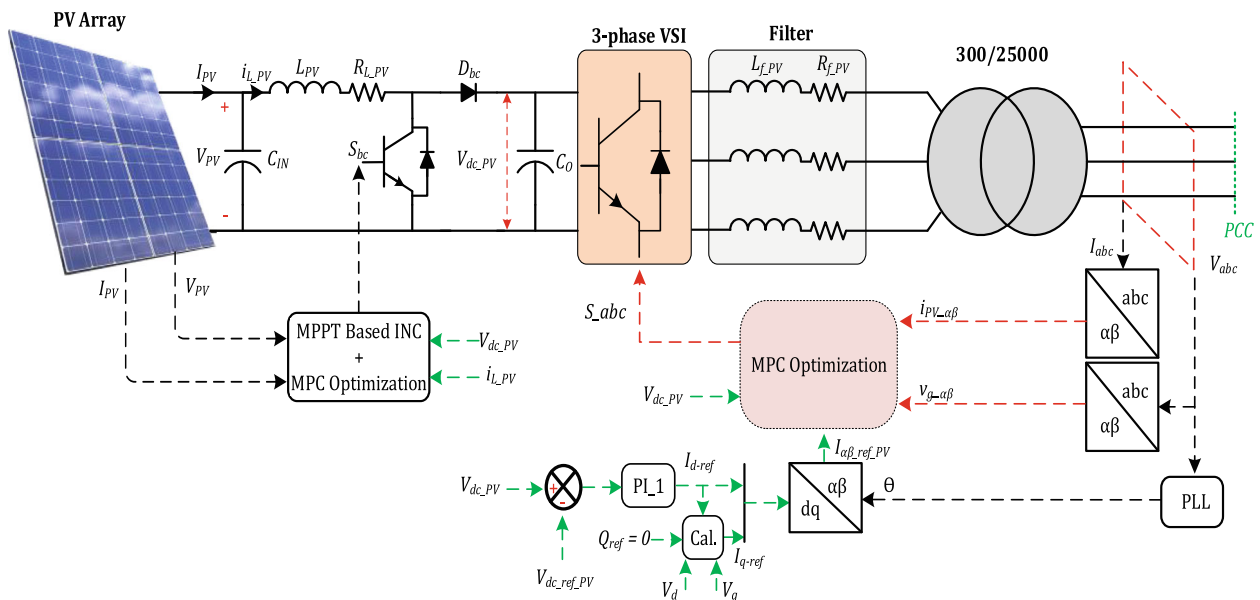 PV Array
3-phase VSI
Filter
300/25000
I_PV
i_L_PV
L_PV
R_L_PV
D_bc
L_f_PV
R_f_PV
+
V_PV
C_IN
S_bc
V_dc_PV
C_O
-
PCC
I_PV
V_PV
I_abc
V_abc
S_abc
abc
αβ
i_PV_αβ
MPPT Based INC
+
MPC Optimization
V_dc_PV
i_L_PV
MPC Optimization
V_dc_PV
v_g_αβ
abc
αβ
I_αβ_ref_PV
V_dc_PV
+
-
PI_1
I_d-ref
αβ
dq
θ
PLL
Q_ref = 0
Cal.
I_q-ref
V_dc_ref_PV
V_d
V_q